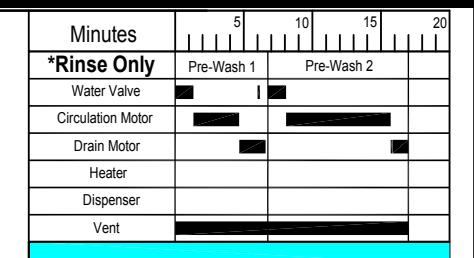 Minutes 5 10 15 20
*Rinse Only Pre-Wash 1 Pre-Wash 2
Water Valve
Circulation Motor
Drain Motor
Heater
Dispenser
Vent